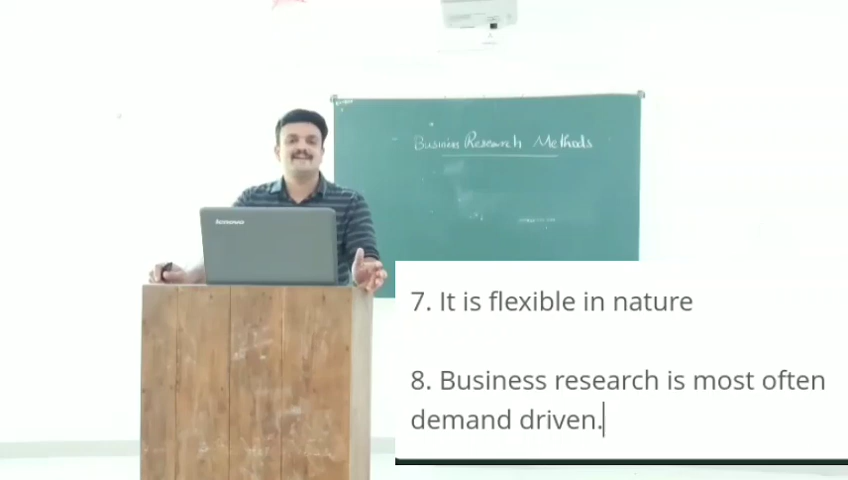 Business Research Methods
lenovo
7. It is flexible in nature
8. Business research is most often
demand driven.